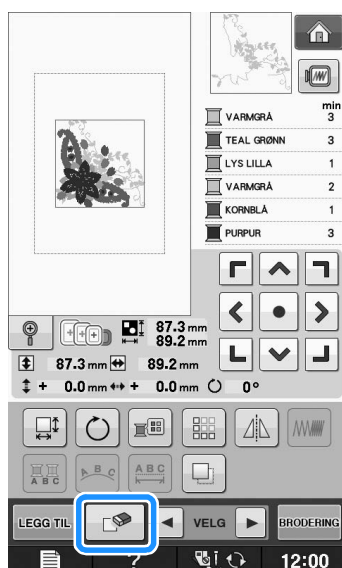 min
VARMGRÅ 3
TEAL GRØNN 3
LYS LILLA 1
VARMGRÅ 2
KORNBLÅ 1
PURPUR 3
87.3 mm
89.2 mm
87.3 mm 89.2 mm
+ 0.0 mm + 0.0 mm 0°
A B C A B C A B C
LEGG TIL VELG BRODERING
? 12:00